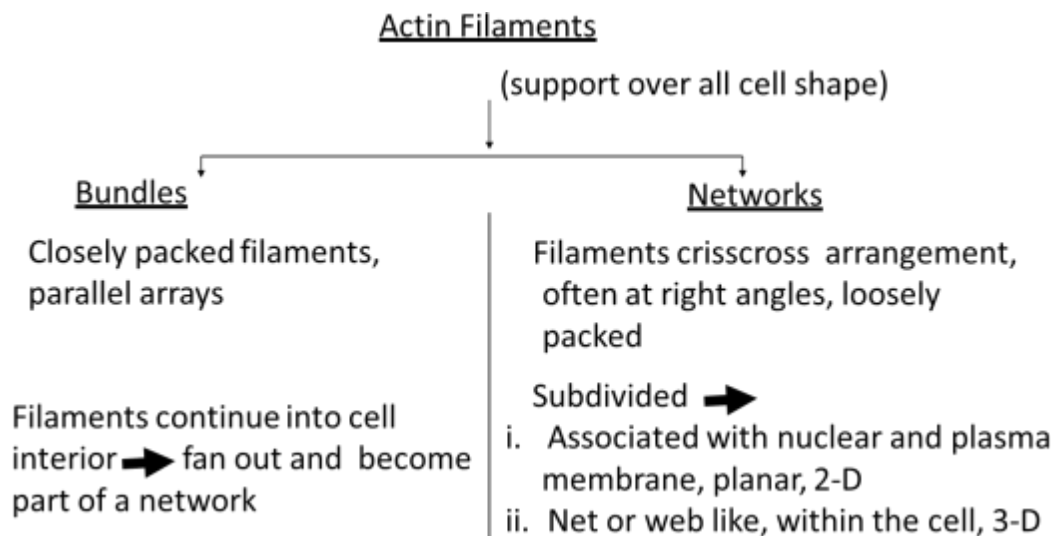 Actin Filaments
(support over all cell shape)
Bundles
Closely packed filaments,
parallel arrays
Filaments continue into cell
interior fan out and become
part of a network
Networks
Filaments crisscross arrangement,
often at right angles, loosely
packed
Subdivided
i. Associated with nuclear and plasma
membrane, planar, 2-D
ii. Net or web like, within the cell, 3-D